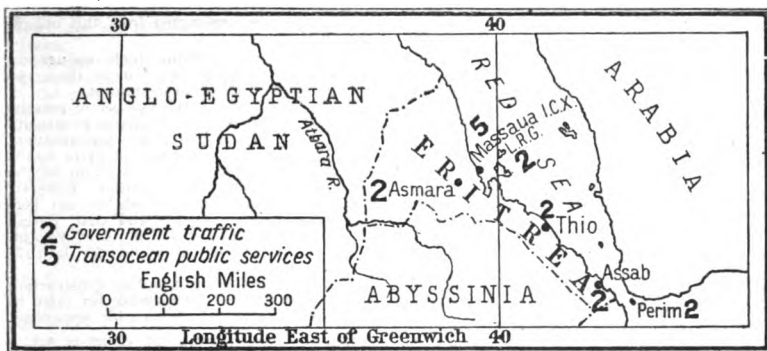 30
40
ANGLO-EGYPTIAN
SUDAN
Atbara R.
RED SEA
ARABIA
5
Massaua I.C.X.
L.R.G.
2
2 Asmara
ERITREA
2
Thio
2 Government traffic
5 Transocean public services
English Miles
0 100 200 300
ABYSSINIA
Assab
2
Perim 2
30
40
Longitude East of Greenwich